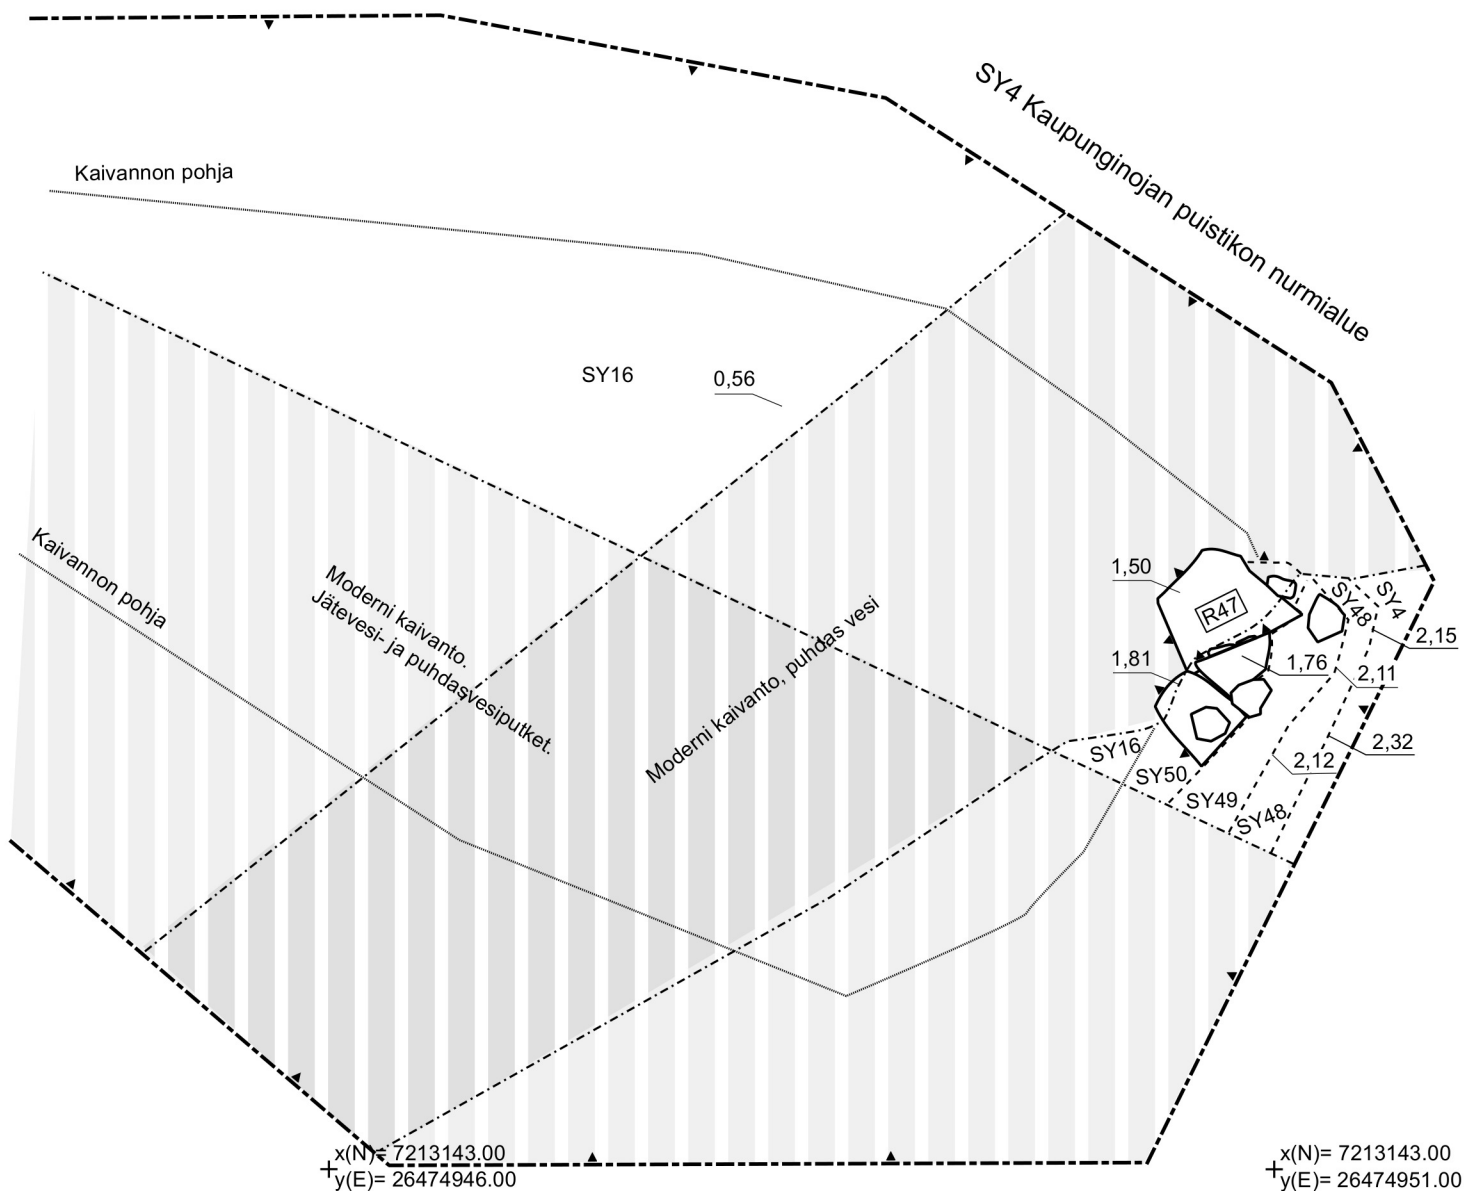 SY4 Kaupunginojan puistikon nurmialue
Kaivannon pohja
SY16
0,56
Kaivannon pohja
Moderni kaivanto.
Jätevesi- ja puhdasvesiputket.
Moderni kaivanto, puhdas vesi
1,50
R47
SY48
SY4
2,15
1,81
1,76
2,11
SY16
2,32
2,12
SY50
SY49
SY48
x(N)= 7213143.00
y(E)= 26474946.00
x(N)= 7213143.00
y(E)= 26474951.00